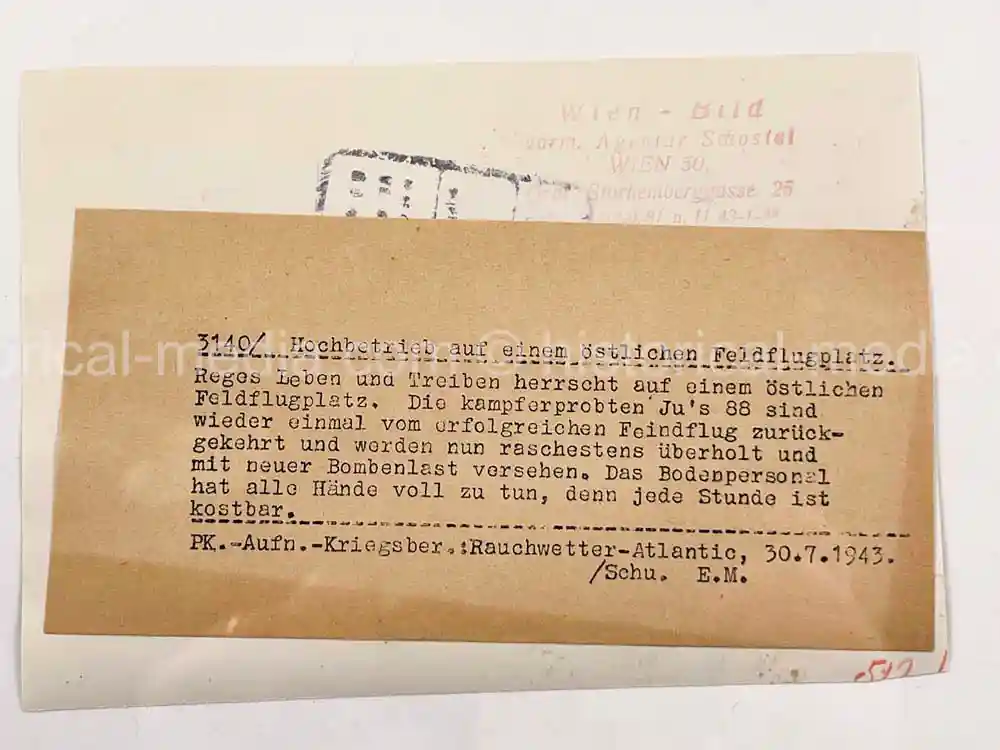 Wien - Bild
vorm. Agentur Schostal
WIEN 50,
Starhemberggasse 26
3140/ Hochbetrieb auf einem östlichen Feldflugplatz.
Reges Leben und Treiben herrscht auf einem östlichen
Feldflugplatz. Die kampferprobten Ju's 88 sind
wieder einmal vom erfolgreichen Feindflug zurück-
gekehrt und werden nun raschestens überholt und
mit neuer Bombenlast versehen. Das Bodenpersonal
hat alle Hände voll zu tun, denn jede Stunde ist
kostbar.
PK.-Aufn.-Kriegsber.:Rauchwetter-Atlantic, 30.7.1943.
/Schu. E.M.